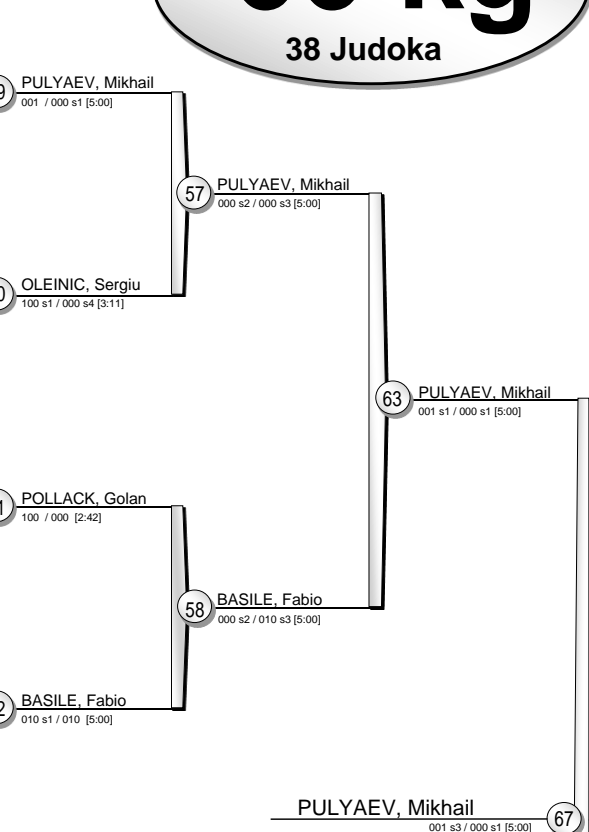 38 Judoka
PULYAEV, Mikhail
001 / 000 s1 [5:00]
57
PULYAEV, Mikhail
000 s2 / 000 s3 [5:00]
OLEINIC, Sergiu
100 s1 / 000 s4 [3:11]
63
PULYAEV, Mikhail
001 s1 / 000 s1 [5:00]
POLLACK, Golan
100 / 000 [2:42]
58
BASILE, Fabio
000 s2 / 010 s3 [5:00]
BASILE, Fabio
010 s1 / 010 [5:00]
PULYAEV, Mikhail
67
001 s3 / 000 s1 [5:00]